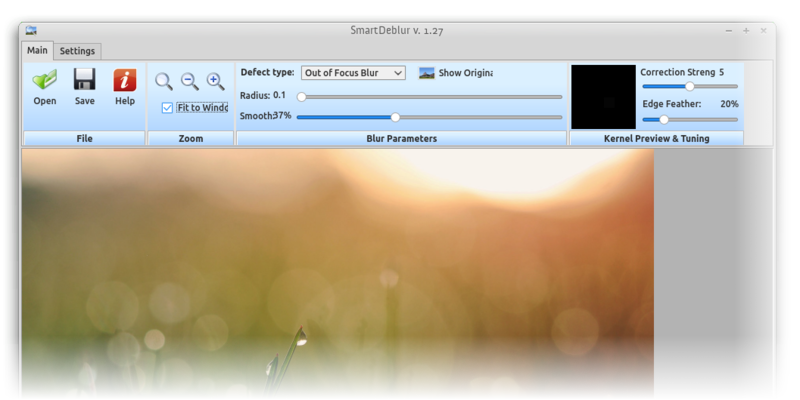 SmartDeblur v. 1.27
Main Settings
Open Save Help
File
Fit to Windo
Zoom
Defect type: Out of Focus Blur Show Origina
Radius: 0.1
Smooth: 37%
Blur Parameters
Correction Streng 5
Edge Feather: 20%
Kernel Preview & Tuning